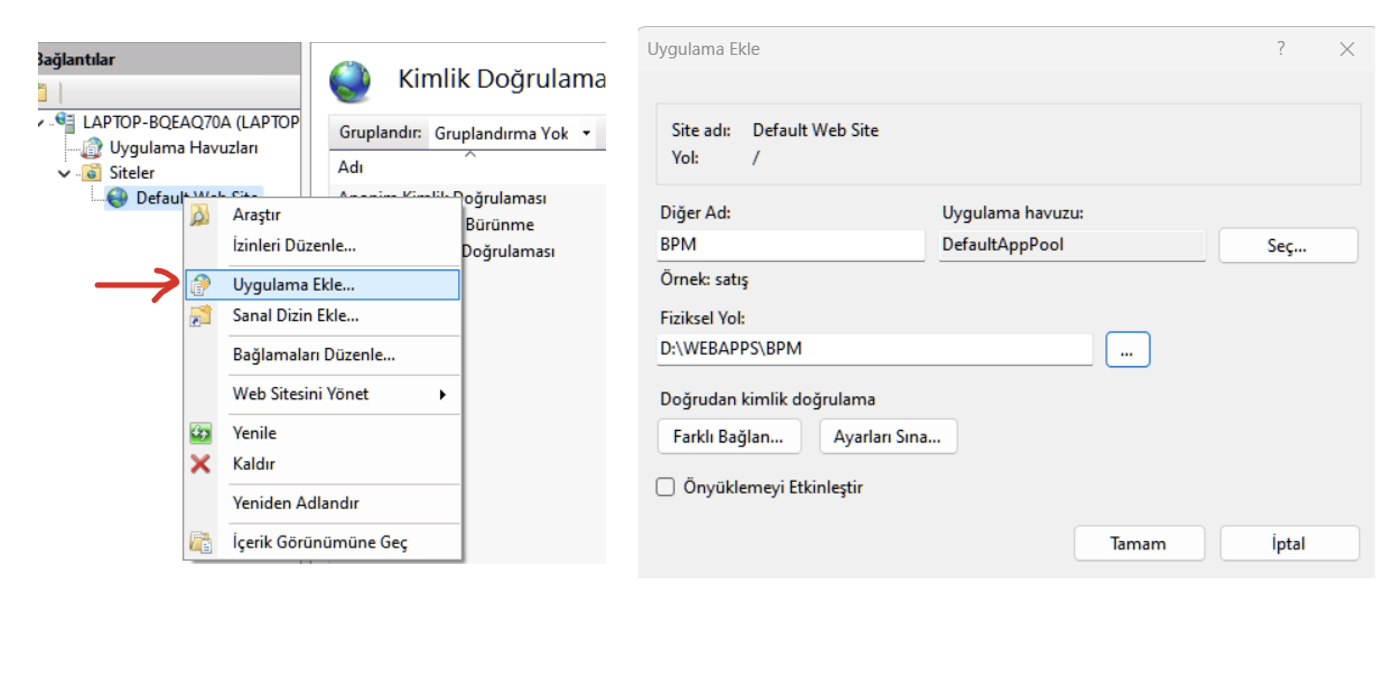 Bağlantılar
LAPTOP-BQEAQ70A (LAPTOP
Uygulama Havuzları
Siteler
Default Web Site
Kimlik Doğrulama
Gruplandır: Gruplandırma Yok
Adı
Anonim Kimlik Doğrulaması
Bürünme
Doğrulaması
Araştır
İzinleri Düzenle...
Uygulama Ekle...
Sanal Dizin Ekle...
Bağlamaları Düzenle...
Web Sitesini Yönet
Yenile
Kaldır
Yeniden Adlandır
İçerik Görünümüne Geç
Uygulama Ekle
Site adı: Default Web Site
Yol: /
Diğer Ad: Uygulama havuzu:
BPM DefaultAppPool Seç...
Örnek: satış
Fiziksel Yol:
D:\WEBAPPS\BPM ...
Doğrudan kimlik doğrulama
Farklı Bağlan... Ayarları Sına...
Önyüklemeyi Etkinleştir
Tamam İptal